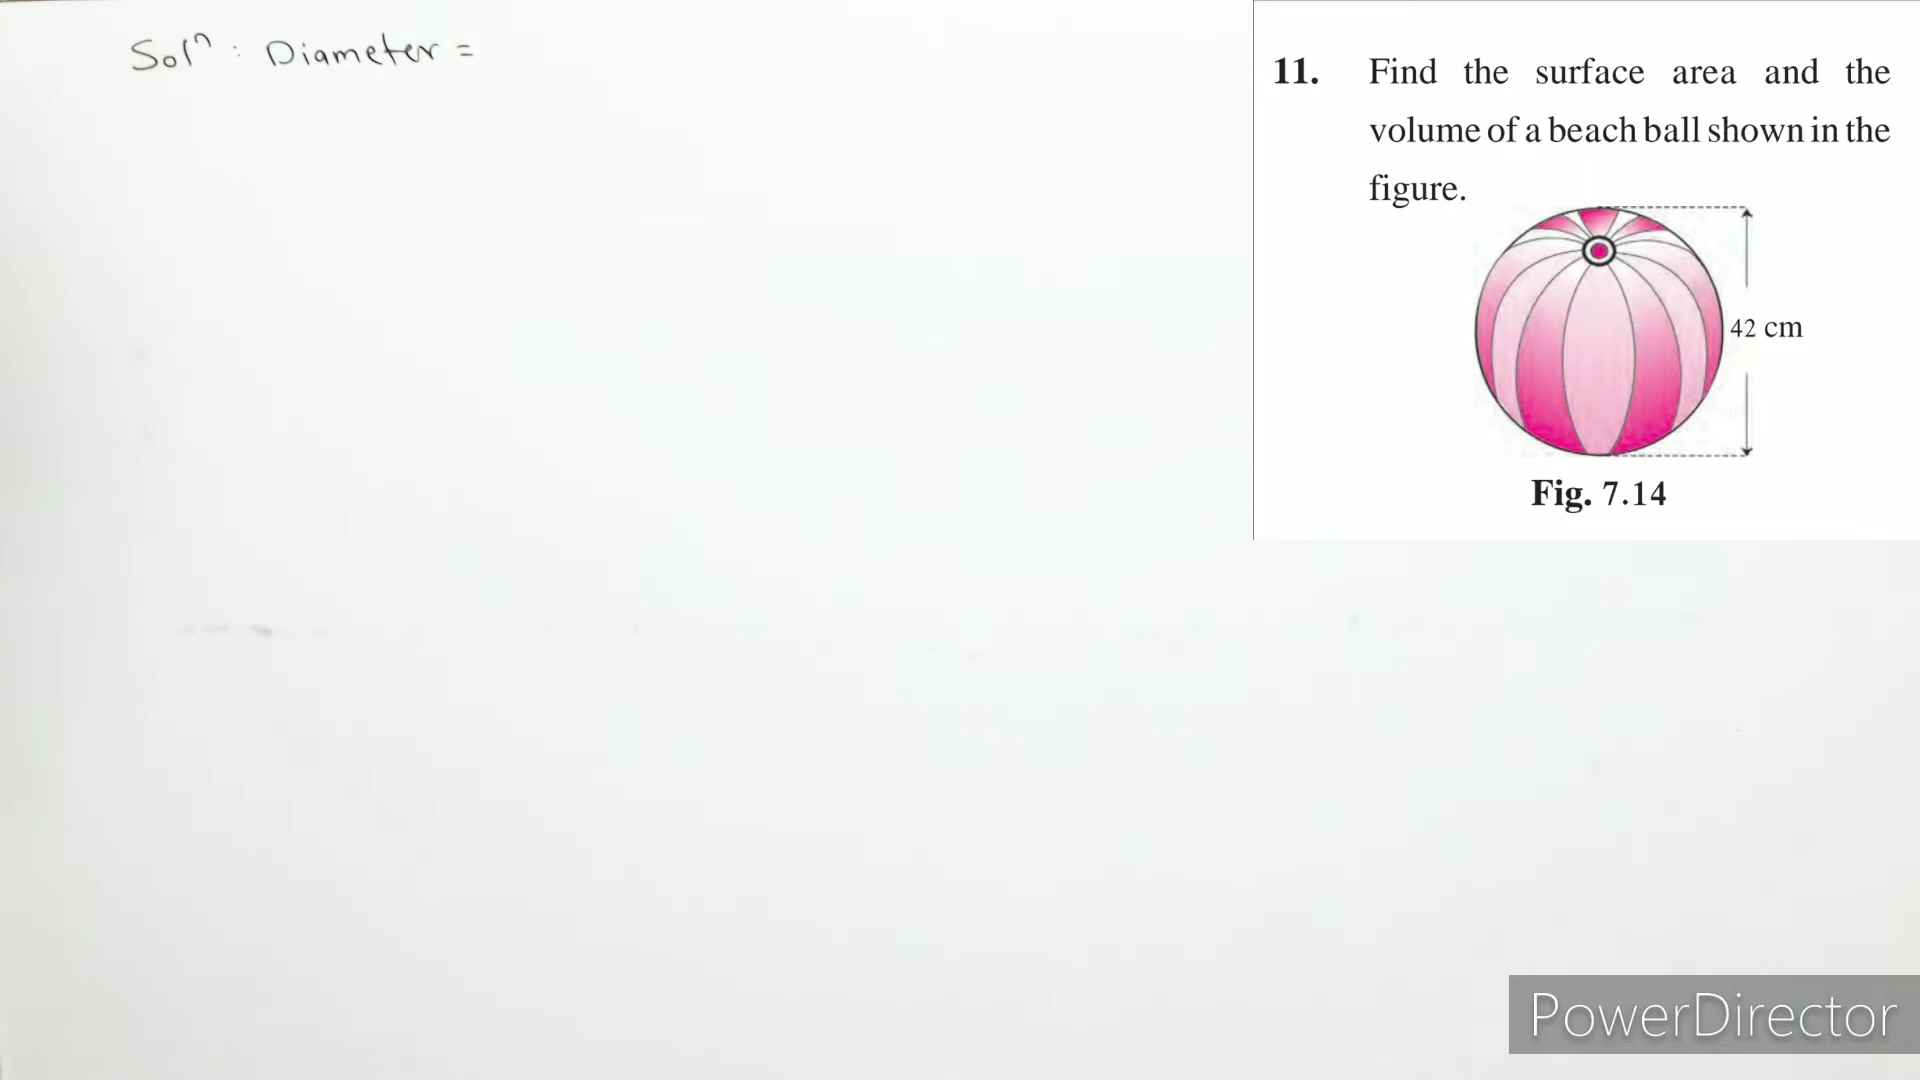 Solⁿ : Diameter =
11. Find the surface area and the
volume of a beach ball shown in the
figure.
42 cm
Fig. 7.14
PowerDirector